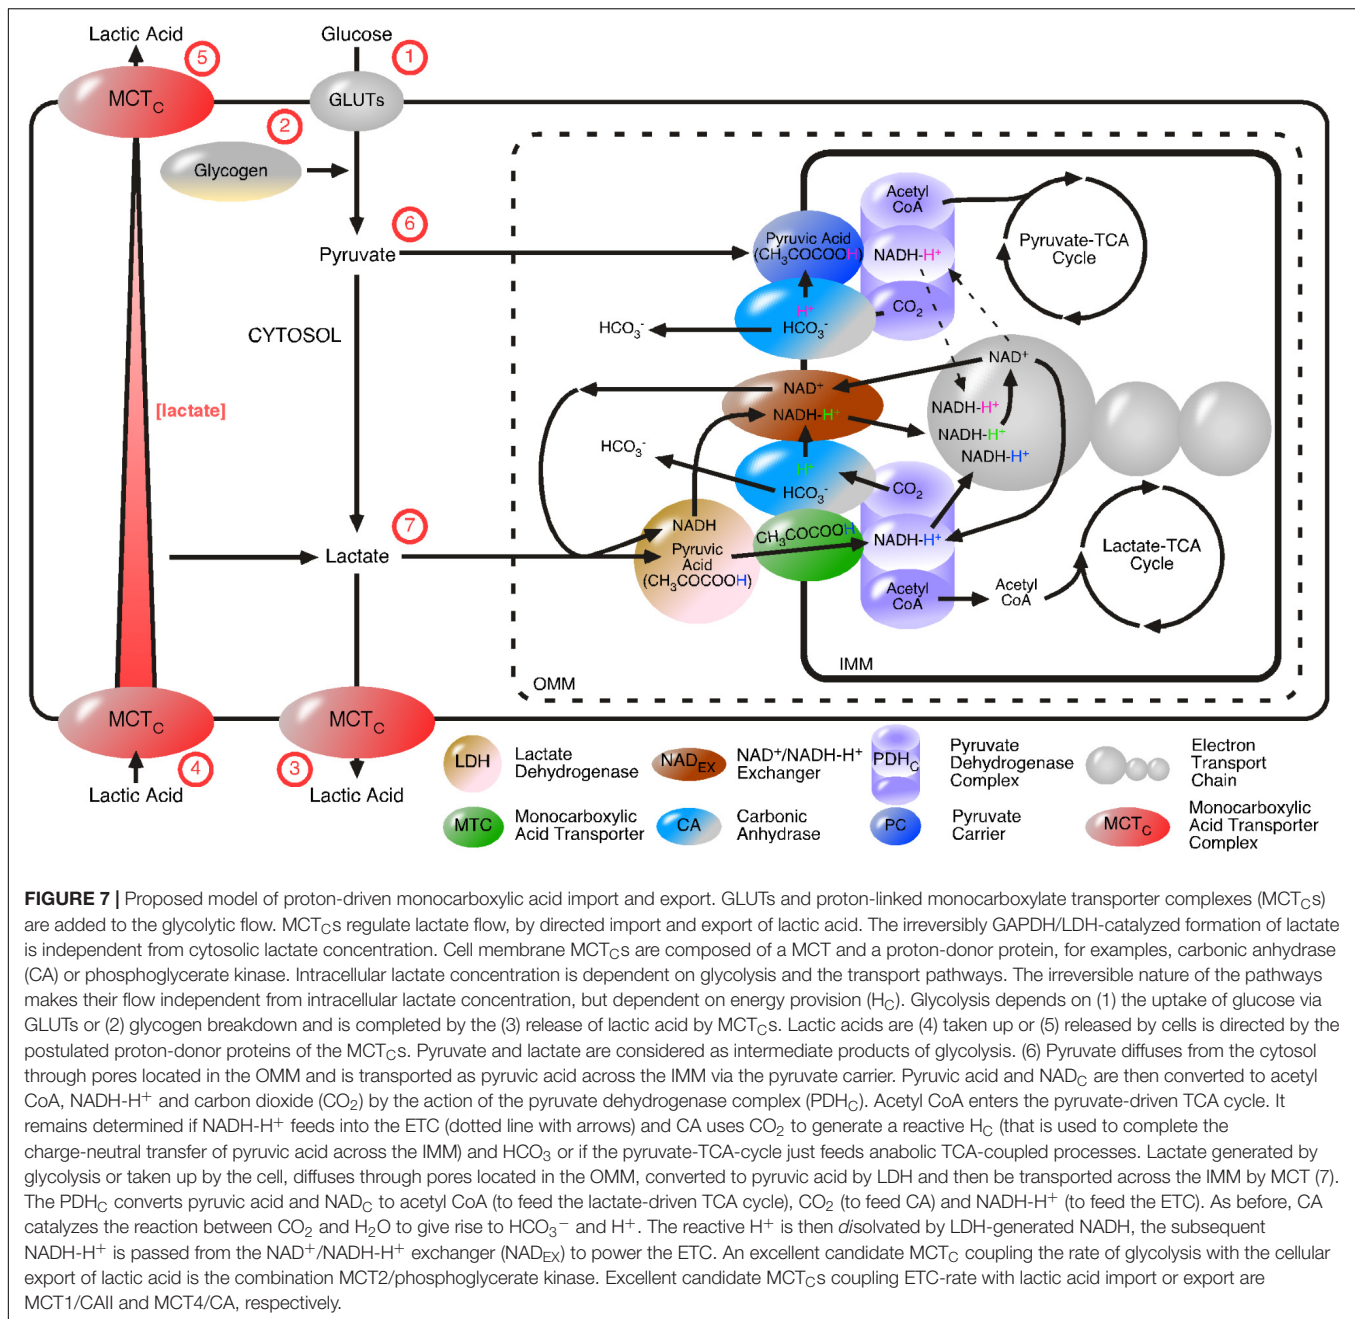 Lactic Acid
5
Glucose
1
MCTC
GLUTs
2
Glycogen
6
Pyruvate
Pyruvic Acid
(CH3COCOOH)
Acetyl
CoA
NADH-H+
CO2
Pyruvate-TCA
Cycle
H+
HCO3-
HCO3-
CYTOSOL
[lactate]
NAD+
NADH-H+
NAD+
NADH-H+
NADH-H+
NADH-H+
HCO3-
H+
HCO3-
CO2
7
Lactate
NADH
Pyruvic
Acid
(CH3COCOOH)
CH3COCOOH
NADH-H+
Acetyl
CoA
Acetyl
CoA
Lactate-TCA
Cycle
IMM
OMM
MCTC
4
Lactic Acid
MCTC
3
Lactic Acid
LDH
Lactate
Dehydrogenase
NADEX
NAD+/NADH-H+
Exchanger
PDHC
Pyruvate
Dehydrogenase
Complex
Electron
Transport
Chain
MTC
Monocarboxylic
Acid Transporter
CA
Carbonic
Anhydrase
PC
Pyruvate
Carrier
MCTC
Monocarboxylic
Acid Transporter
Complex
FIGURE 7 | Proposed model of proton-driven monocarboxylic acid import and export. GLUTs and proton-linked monocarboxylate transporter complexes (MCTCs)
are added to the glycolytic flow. MCTCs regulate lactate flow, by directed import and export of lactic acid. The irreversibly GAPDH/LDH-catalyzed formation of lactate
is independent from cytosolic lactate concentration. Cell membrane MCTCs are composed of a MCT and a proton-donor protein, for examples, carbonic anhydrase
(CA) or phosphoglycerate kinase. Intracellular lactate concentration is dependent on glycolysis and the transport pathways. The irreversible nature of the pathways
makes their flow independent from intracellular lactate concentration, but dependent on energy provision (HC). Glycolysis depends on (1) the uptake of glucose via
GLUTs or (2) glycogen breakdown and is completed by the (3) release of lactic acid by MCTCs. Lactic acids are (4) taken up or (5) released by cells is directed by the
postulated proton-donor proteins of the MCTCs. Pyruvate and lactate are considered as intermediate products of glycolysis. (6) Pyruvate diffuses from the cytosol
through pores located in the OMM and is transported as pyruvic acid across the IMM via the pyruvate carrier. Pyruvic acid and NADC are then converted to acetyl
CoA, NADH-H+ and carbon dioxide (CO2) by the action of the pyruvate dehydrogenase complex (PDHC). Acetyl CoA enters the pyruvate-driven TCA cycle. It
remains determined if NADH-H+ feeds into the ETC (dotted line with arrows) and CA uses CO2 to generate a reactive HC (that is used to complete the
charge-neutral transfer of pyruvic acid across the IMM) and HCO3 or if the pyruvate-TCA-cycle just feeds anabolic TCA-coupled processes. Lactate generated by
glycolysis or taken up by the cell, diffuses through pores located in the OMM, converted to pyruvic acid by LDH and then be transported across the IMM by MCT (7).
The PDHC converts pyruvic acid and NADC to acetyl CoA (to feed the lactate-driven TCA cycle), CO2 (to feed CA) and NADH-H+ (to feed the ETC). As before, CA
catalyzes the reaction between CO2 and H2O to give rise to HCO3− and H+. The reactive H+ is then disolvated by LDH-generated NADH, the subsequent
NADH-H+ is passed from the NAD+/NADH-H+ exchanger (NADEX) to power the ETC. An excellent candidate MCTC coupling the rate of glycolysis with the cellular
export of lactic acid is the combination MCT2/phosphoglycerate kinase. Excellent candidate MCTCs coupling ETC-rate with lactic acid import or export are
MCT1/CAII and MCT4/CA, respectively.